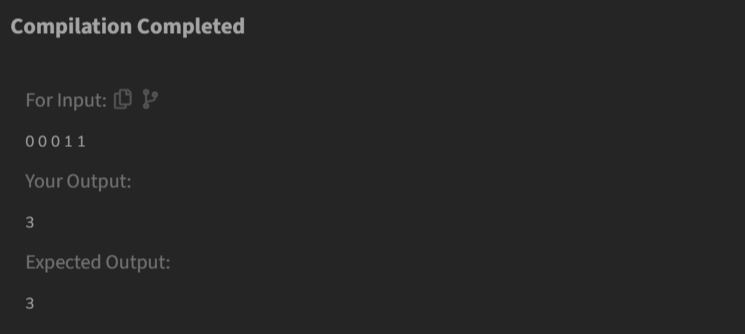 Compilation Completed
For Input:
0 0 0 1 1
Your Output:
3
Expected Output:
3